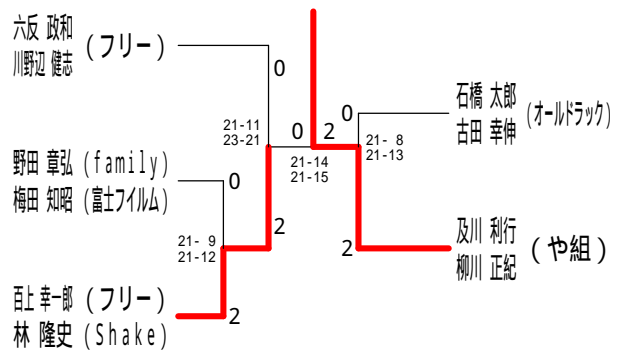 六反 政和 (フリー)
川野辺 健志
0
21-11
23-21
野田 章弘 (family)
梅田 知昭 (富士フイルム)
0
21- 9
21-12
2
百上 幸一郎 (フリー)
林 隆史 (Shake)
2
0 2
21-14
21-15
0
21- 8
21-13
石橋 太郎 (オールドラック)
古田 幸伸
2
及川 利行 (や組)
柳川 正紀